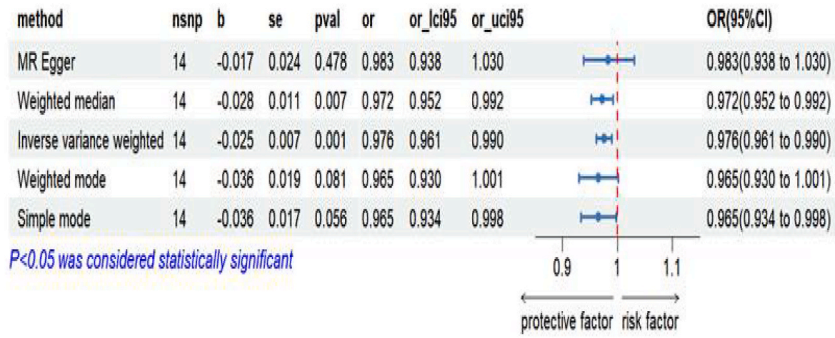 method nsnp b se pval or or_lci95 or_uci95 OR(95%CI)
MR Egger 14 -0.017 0.024 0.478 0.983 0.938 1.030 0.983(0.938 to 1.030)
Weighted median 14 -0.028 0.011 0.007 0.972 0.952 0.992 0.972(0.952 to 0.992)
Inverse variance weighted 14 -0.025 0.007 0.001 0.976 0.961 0.990 0.976(0.961 to 0.990)
Weighted mode 14 -0.036 0.019 0.081 0.965 0.930 1.001 0.965(0.930 to 1.001)
Simple mode 14 -0.036 0.017 0.056 0.965 0.934 0.998 0.965(0.934 to 0.998)
P<0.05 was considered statistically significant
0.9 1 1.1
protective factor risk factor